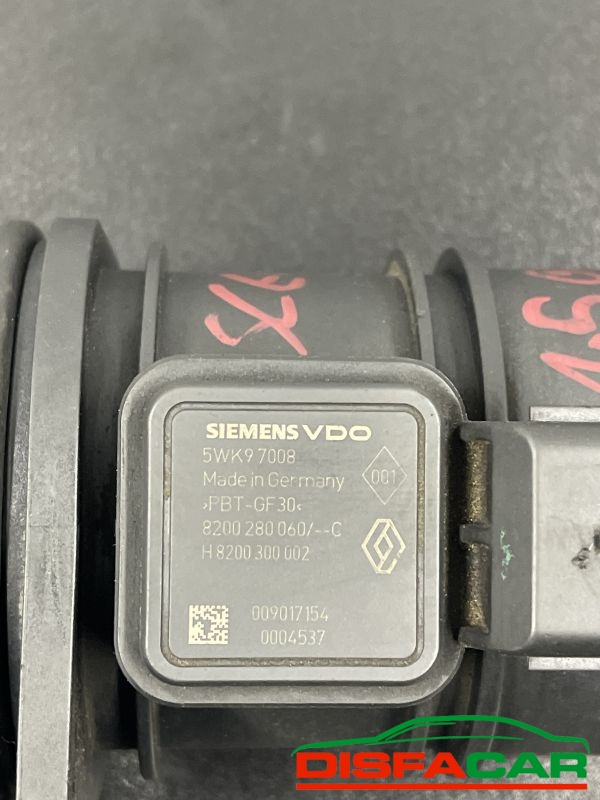 SIEMENS VDO
5WK9 7008
Made in Germany
001
>PBT-GF30<
8200 280 060/--C
H 8200 300 002
009017154
0004537
DISFACAR